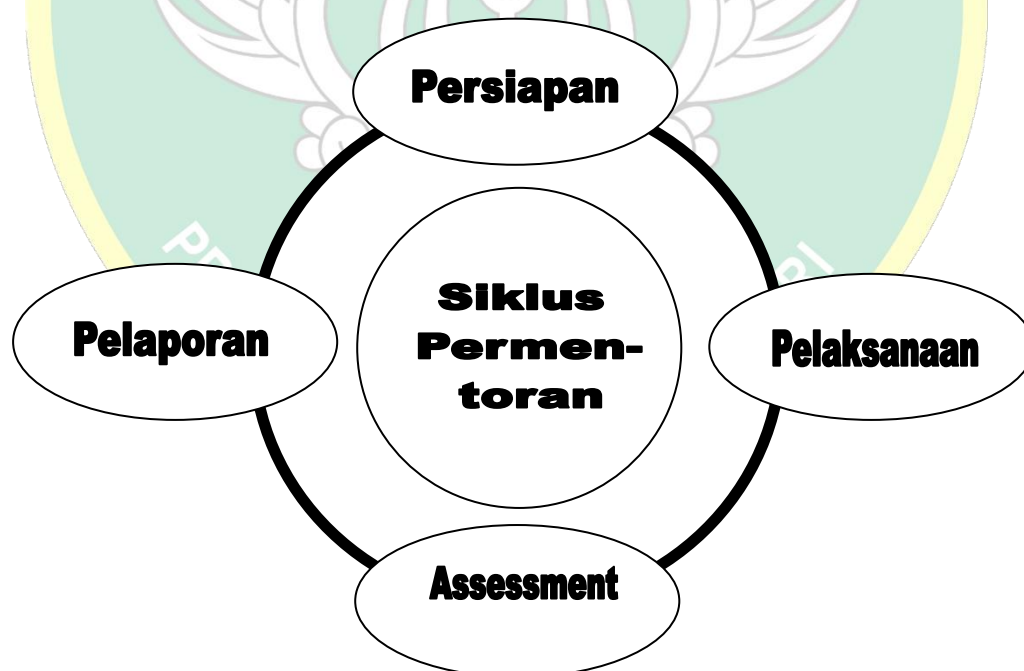 Persiapan
Siklus
Permen-
toran
Pelaporan
Pelaksanaan
Assessment